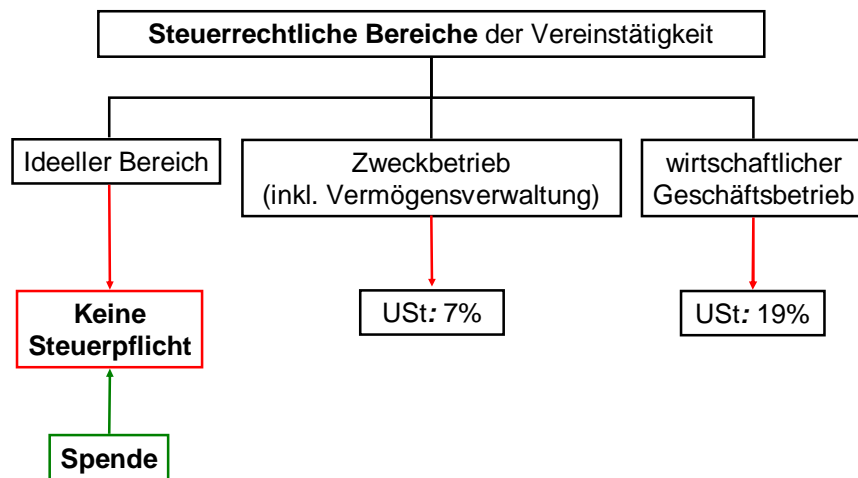 Steuerrechtliche Bereiche der Vereinstätigkeit
Ideeller Bereich
Zweckbetrieb
(inkl. Vermögensverwaltung)
wirtschaftlicher
Geschäftsbetrieb
Keine
Steuerpflicht
USt: 7%
USt: 19%
Spende